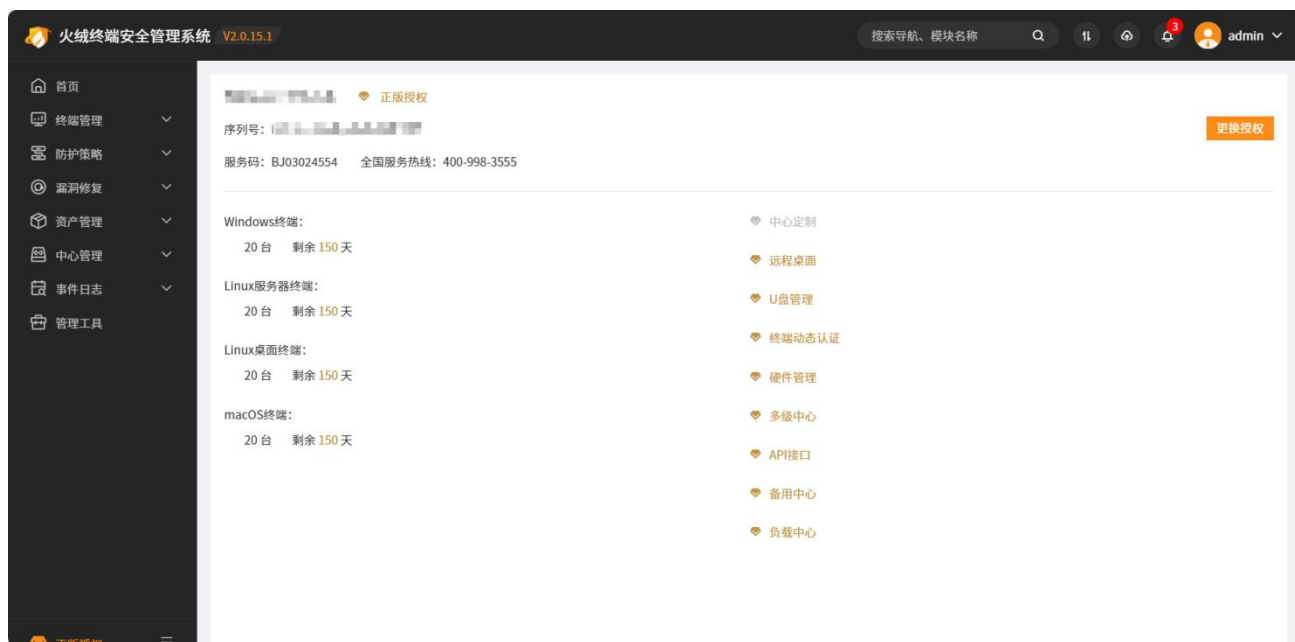 火绒终端安全管理系统 V2.0.15.1
搜索导航、模块名称
3
admin
首页
终端管理
防护策略
漏洞修复
资产管理
中心管理
事件日志
管理工具
正版授权
正版授权
序列号：
更换授权
服务码：BJ03024554 全国服务热线：400-998-3555
Windows终端：
20 台 剩余 150 天
Linux服务器终端：
20 台 剩余 150 天
Linux桌面终端：
20 台 剩余 150 天
macOS终端：
20 台 剩余 150 天
中心定制
远程桌面
U盘管理
终端动态认证
硬件管理
多级中心
API接口
备用中心
负载中心